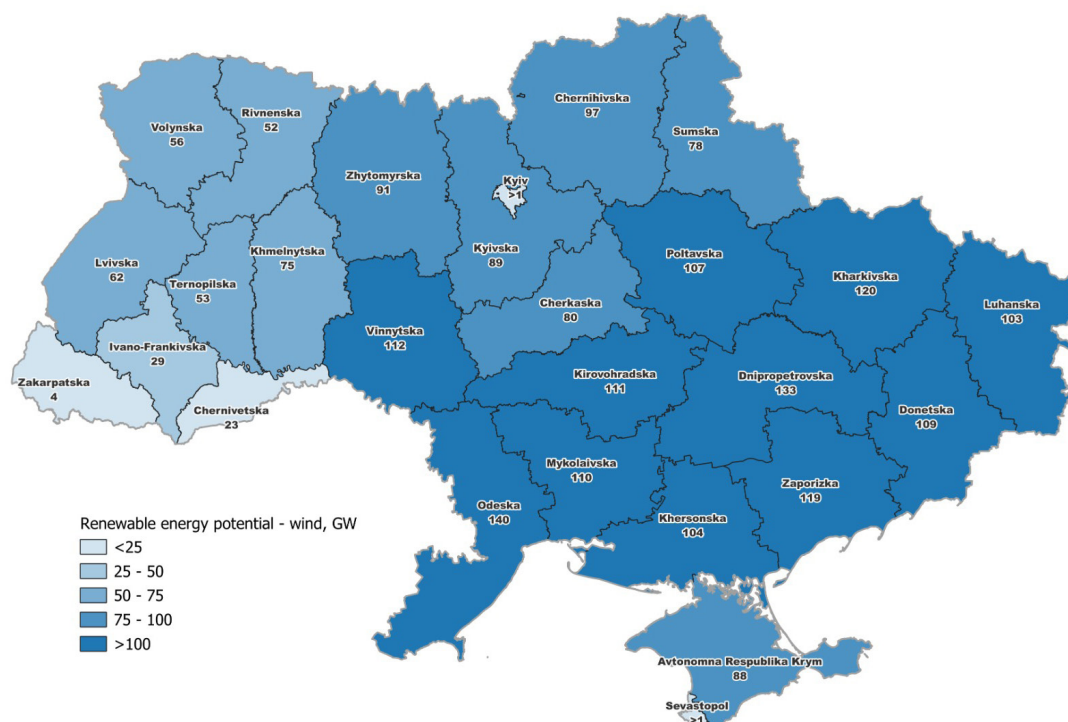 Chernihivska
97
Rivnenska
52
Volynska
56
Sumska
78
Zhytomyrska
91
Kyiv
>1
Kyivska
89
Khmelnytska
75
Poltavska
107
Lvivska
62
Ternopilska
53
Kharkivska
120
Luhanska
103
Cherkaska
80
Vinnytska
112
Ivano-Frankivska
29
Zakarpatska
4
Chernivetska
23
Kirovohradska
111
Dnipropetrovska
133
Donetska
109
Mykolaivska
110
Zaporizka
119
Odeska
140
Khersonska
104
Renewable energy potential - wind, GW
<25
25 - 50
50 - 75
75 - 100
>100
Avtonomna Respublika Krym
88
Sevastopol
>1